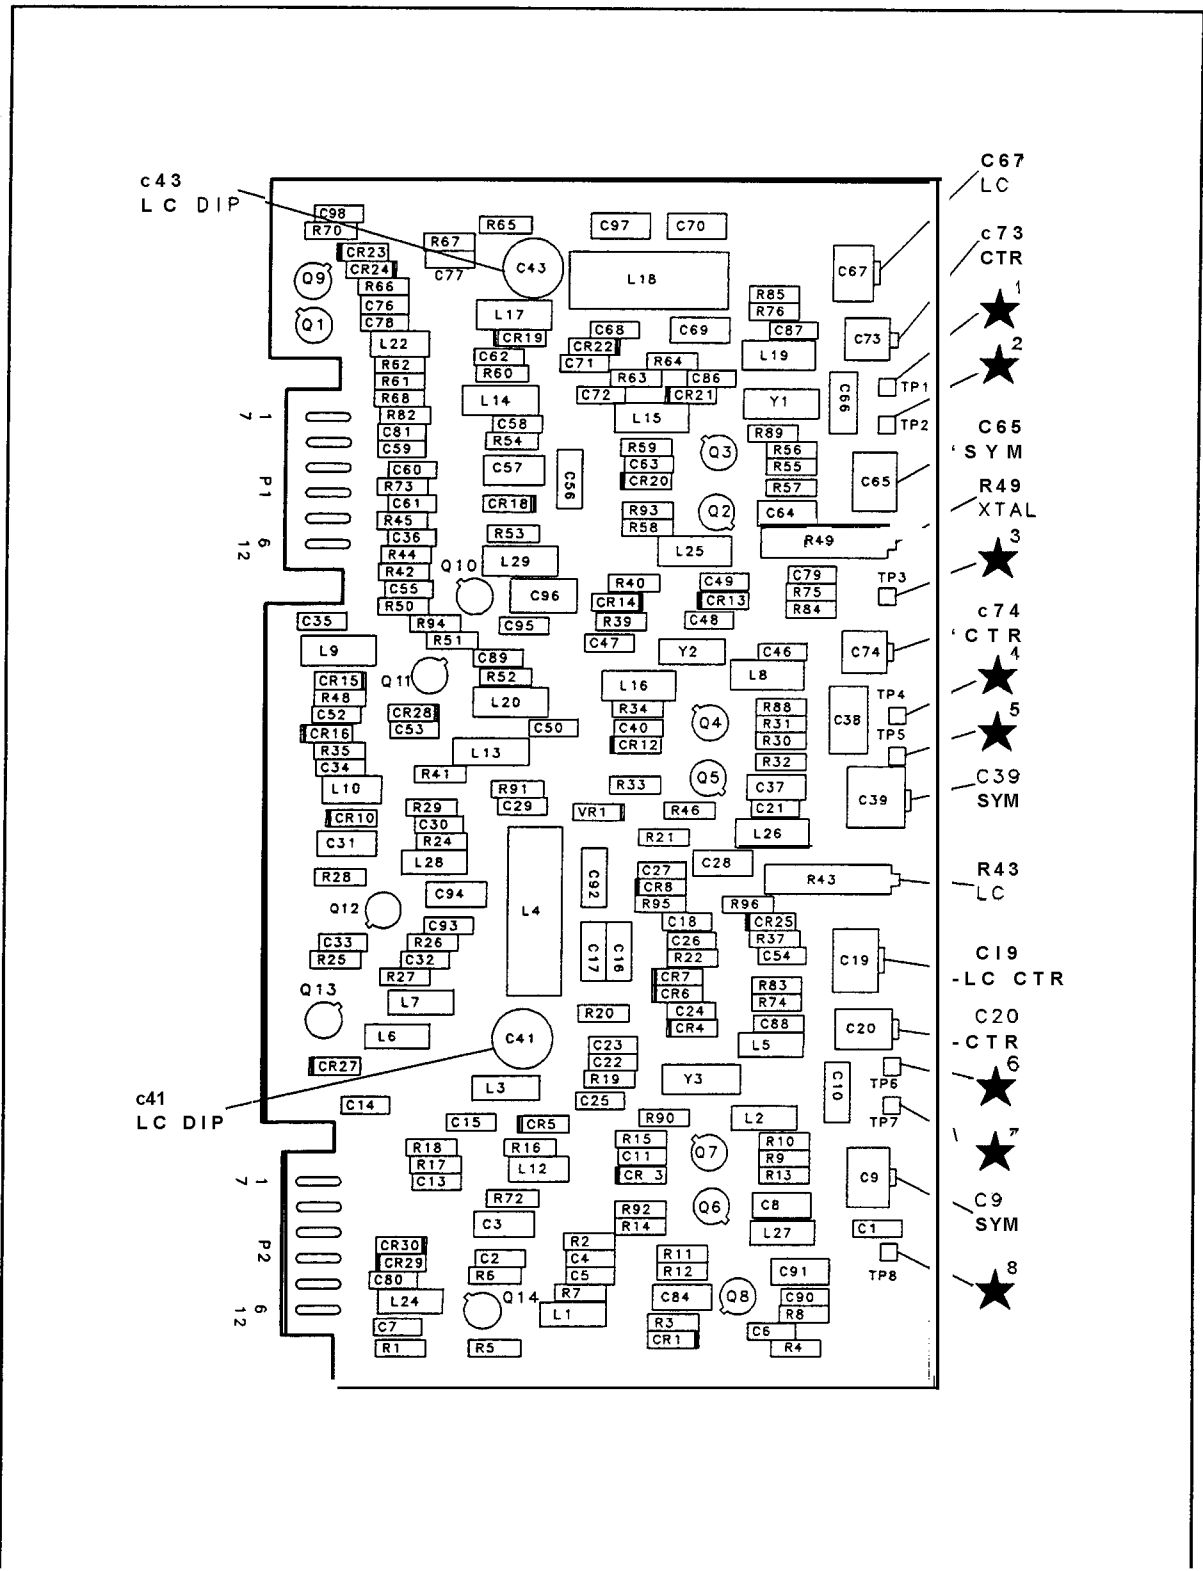 c43
LC DIP
C98
R70
CR23
CR24
Q9
R66
C76
Q1
C78
L22
R62
R61
R68
R82
C81
C59
C60
R73
C61
R45
C36
R44
R42
C55
R50
R67
C77
R65
C43
L17
CR19
C62
R60
L14
C58
R54
C57
C56
CR18
R53
L29
Q10
C96
C97
C70
L18
C68
CR22
C71
C69
R64
R63
C86
C72
CR21
L15
R59
C63
CR20
R93
R58
Q3
Q2
L25
R85
R76
C87
L19
Y1
R89
R56
R55
R57
C64
R49
C67
C73
C66
TP1
TP2
C65
C67
LC
c73
CTR
1
2
C65
'SYM
R49
XTAL
3
1
7
P1
6
12
C35
L9
CR15
R48
C52
CR16
R35
C34
L10
CR10
C31
R28
R94
R51
Q11
CR28
C53
C95
C89
R52
L20
C50
L13
R41
R91
C29
R29
C30
R24
L28
C94
R40
CR14
R39
C47
C49
CR13
C48
Y2
L16
R34
C40
CR12
R33
VR1
Q4
Q5
R46
R21
C79
R75
R84
C46
L8
R88
R31
R30
R32
C37
C21
L26
TP3
C74
C38
TP4
TP5
C39
c74
'CTR
4
5
C39
SYM
R43
LC
Q12
C33
R25
Q13
CR27
C14
C93
R26
C32
R27
L7
L6
L4
C92
C17
C16
C41
L3
R20
C23
C22
R19
C25
C27
CR8
R95
C18
C26
R22
CR7
CR6
C24
CR4
C28
R43
R96
CR25
R37
C54
R83
R74
C88
L5
Y3
C19
C20
C10
TP6
TP7
C19
-LC CTR
C20
-CTR
6
7
c41
LC DIP
1
7
P2
6
12
C15
CR5
R18
R17
C13
R16
L12
R72
C3
R90
R15
C11
CR 3
Q7
Q6
R92
R14
L2
R10
R9
R13
C8
L27
C9
C1
TP8
C9
SYM
8
CR30
CR29
C80
L24
C7
R1
C2
R6
Q14
R5
R2
C4
C5
R7
L1
R11
R12
C84
R3
CR1
Q8
C91
C90
R8
C6
R4